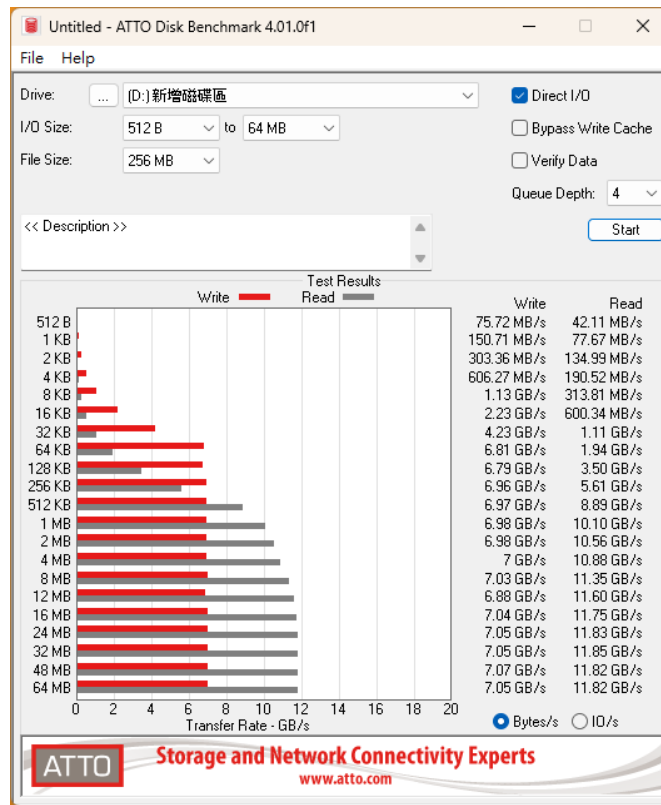 Untitled - ATTO Disk Benchmark 4.01.0f1
File Help
Drive: ... (D:)新增磁碟區
Direct I/O
I/O Size: 512 B to 64 MB
Bypass Write Cache
File Size: 256 MB
Verify Data
Queue Depth: 4
<< Description >>
Start
Test Results
Write Read
Write Read
512 B 75.72 MB/s 42.11 MB/s
1 KB 150.71 MB/s 77.67 MB/s
2 KB 303.36 MB/s 134.99 MB/s
4 KB 606.27 MB/s 190.52 MB/s
8 KB 1.13 GB/s 313.81 MB/s
16 KB 2.23 GB/s 600.34 MB/s
32 KB 4.23 GB/s 1.11 GB/s
64 KB 6.81 GB/s 1.94 GB/s
128 KB 6.79 GB/s 3.50 GB/s
256 KB 6.96 GB/s 5.61 GB/s
512 KB 6.97 GB/s 8.89 GB/s
1 MB 6.98 GB/s 10.10 GB/s
2 MB 6.98 GB/s 10.56 GB/s
4 MB 7 GB/s 10.88 GB/s
8 MB 7.03 GB/s 11.35 GB/s
12 MB 6.88 GB/s 11.60 GB/s
16 MB 7.04 GB/s 11.75 GB/s
24 MB 7.05 GB/s 11.83 GB/s
32 MB 7.05 GB/s 11.85 GB/s
48 MB 7.07 GB/s 11.82 GB/s
64 MB 7.05 GB/s 11.82 GB/s
0 2 4 6 8 10 12 14 16 18 20
Transfer Rate - GB/s
Bytes/s IO/s
ATTO
Storage and Network Connectivity Experts
www.atto.com